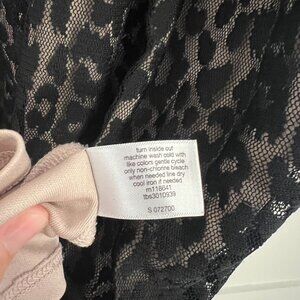 turn inside out
machine wash cold with
like colors gentle cycle
only non-chlorine bleach
when needed line dry
cool iron if needed
m118641
tbs3010939
S 072700